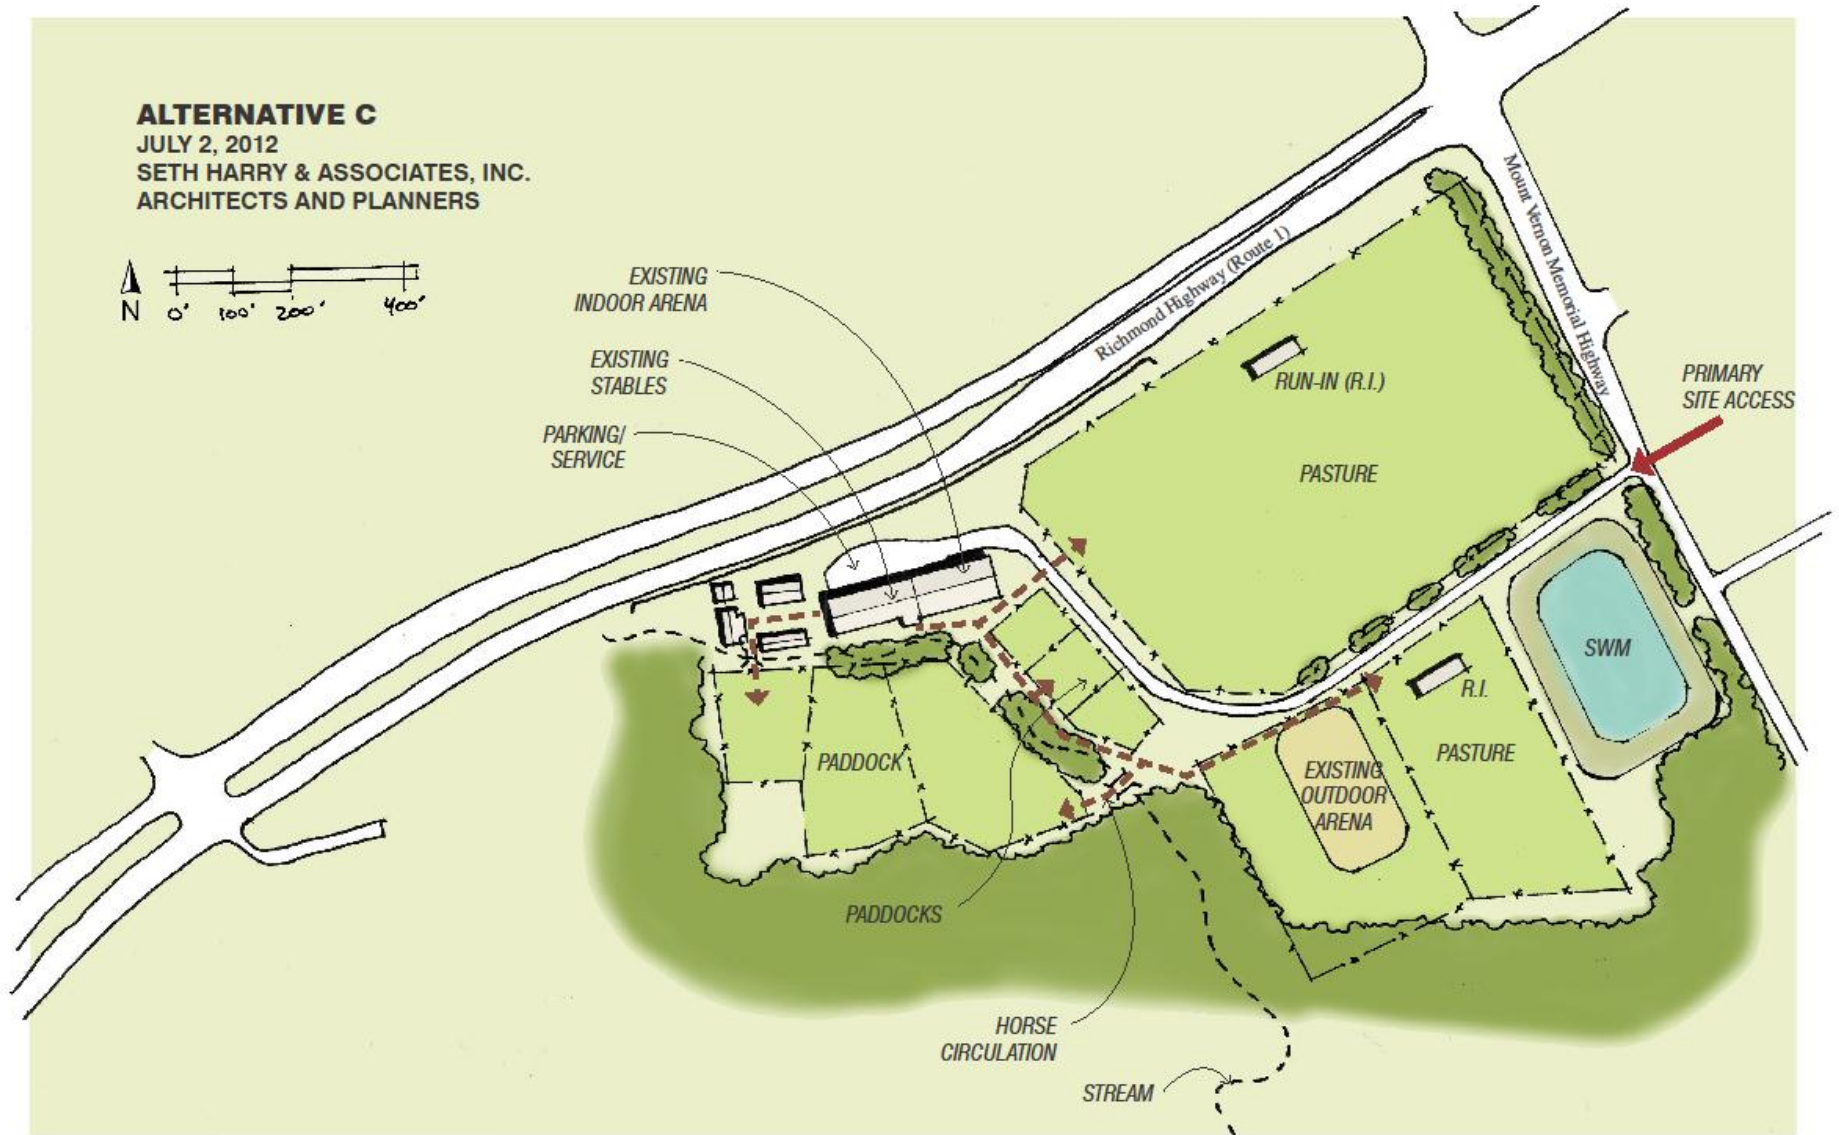 ALTERNATIVE C
JULY 2, 2012
SETH HARRY & ASSOCIATES, INC.
ARCHITECTS AND PLANNERS
N
0' 100' 200' 400'
EXISTING
INDOOR ARENA
EXISTING
STABLES
PARKING/
SERVICE
Richmond Highway (Route 1)
Mount Vernon Memorial Highway
RUN-IN (R.I.)
PRIMARY
SITE ACCESS
PASTURE
SWM
R.I.
PASTURE
PADDOCK
EXISTING
OUTDOOR
ARENA
PADDOCKS
HORSE
CIRCULATION
STREAM